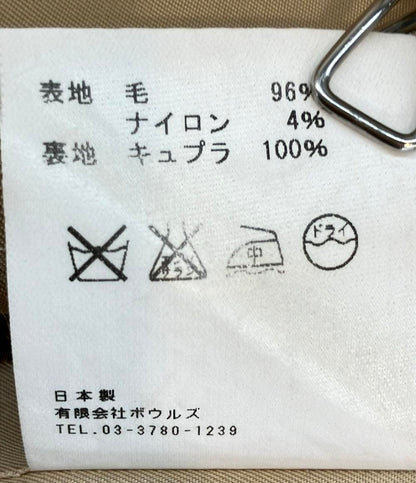 表地 毛 96%
ナイロン 4%
裏地 キュプラ 100%
中 ドライ
日本製
有限会社ボウルズ
TEL.03-3780-1239